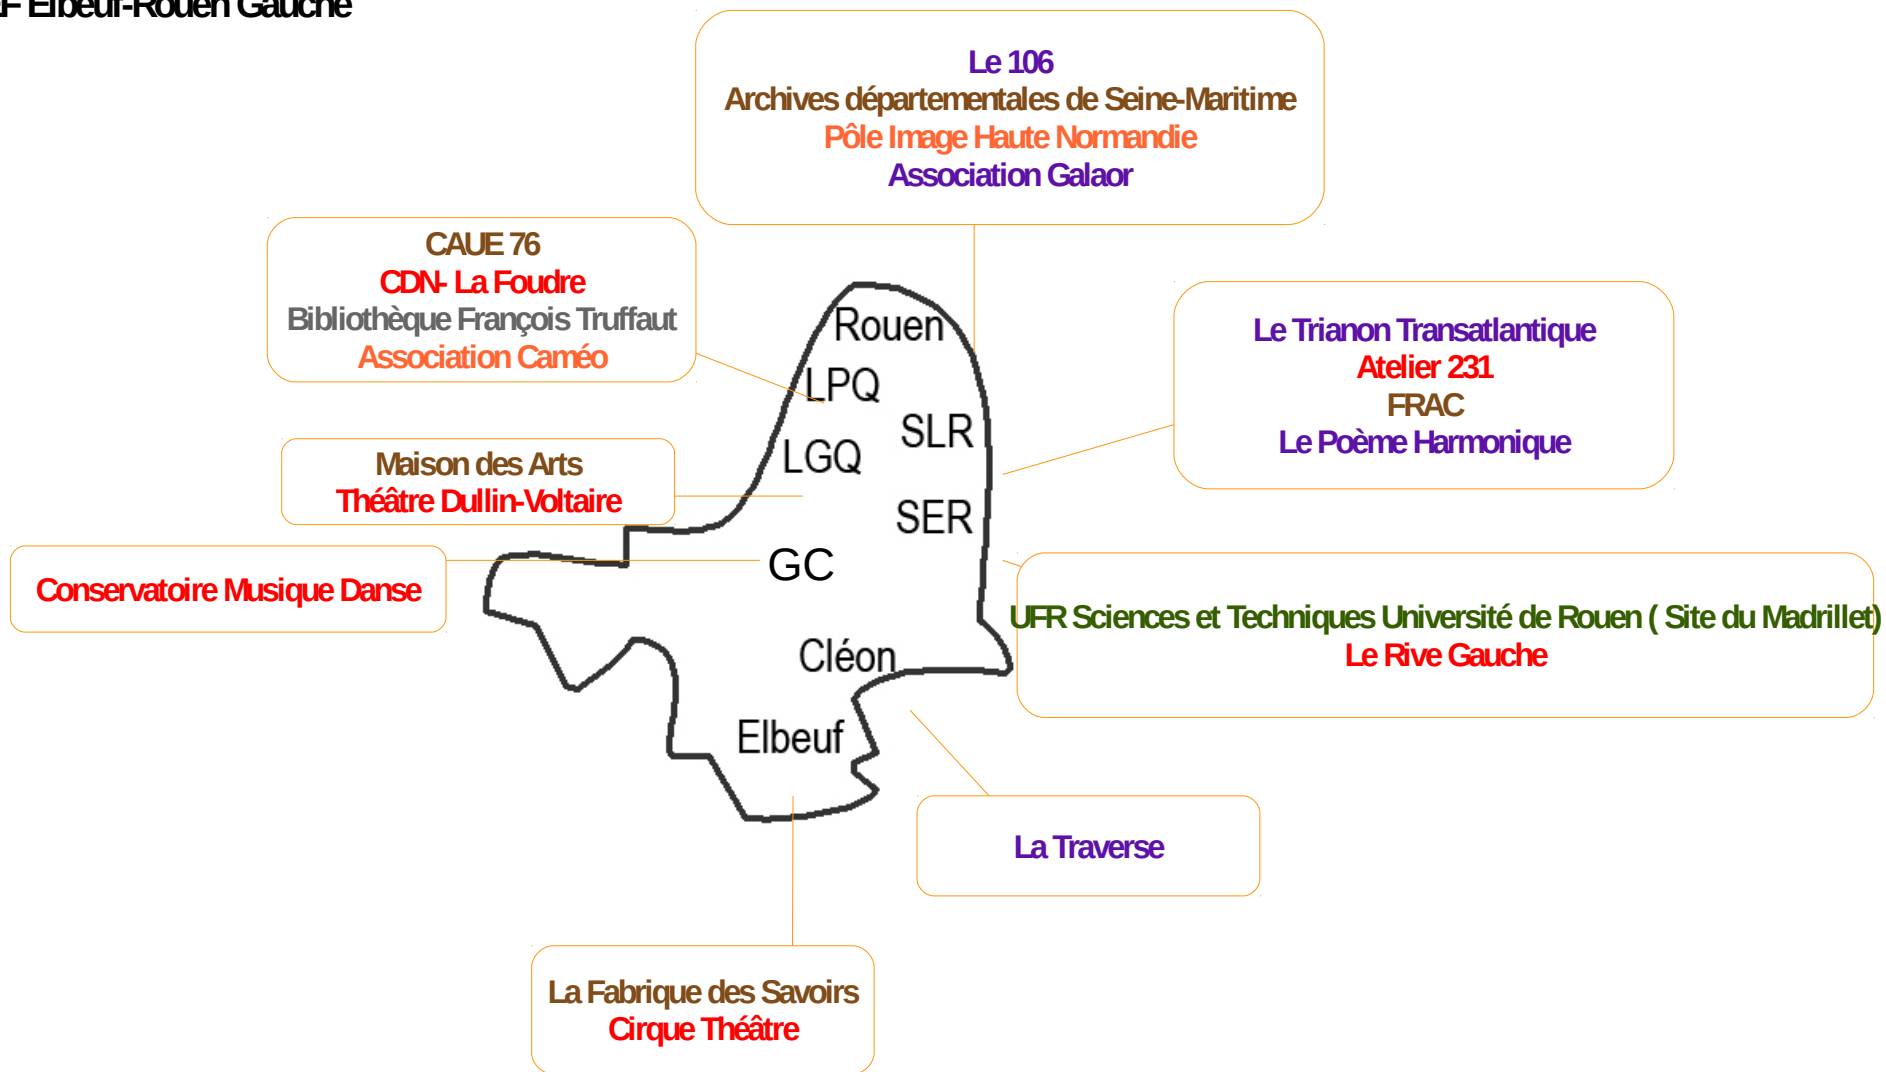 Elbeuf-Rouen Gauche
Le 106
Archives départementales de Seine-Maritime
Pôle Image Haute Normandie
Association Galaor
CAUE 76
CDN- La Foudre
Bibliothèque François Truffaut
Association Caméo
Le Trianon Transatlantique
Atelier 231
FRAC
Le Poème Harmonique
Rouen
LPQ
SLR
LGQ
Maison des Arts
Théâtre Dullin-Voltaire
SER
GC
Conservatoire Musique Danse
UFR Sciences et Techniques Université de Rouen ( Site du Madrillet)
Le Rive Gauche
Cléon
Elbeuf
La Traverse
La Fabrique des Savoirs
Cirque Théâtre